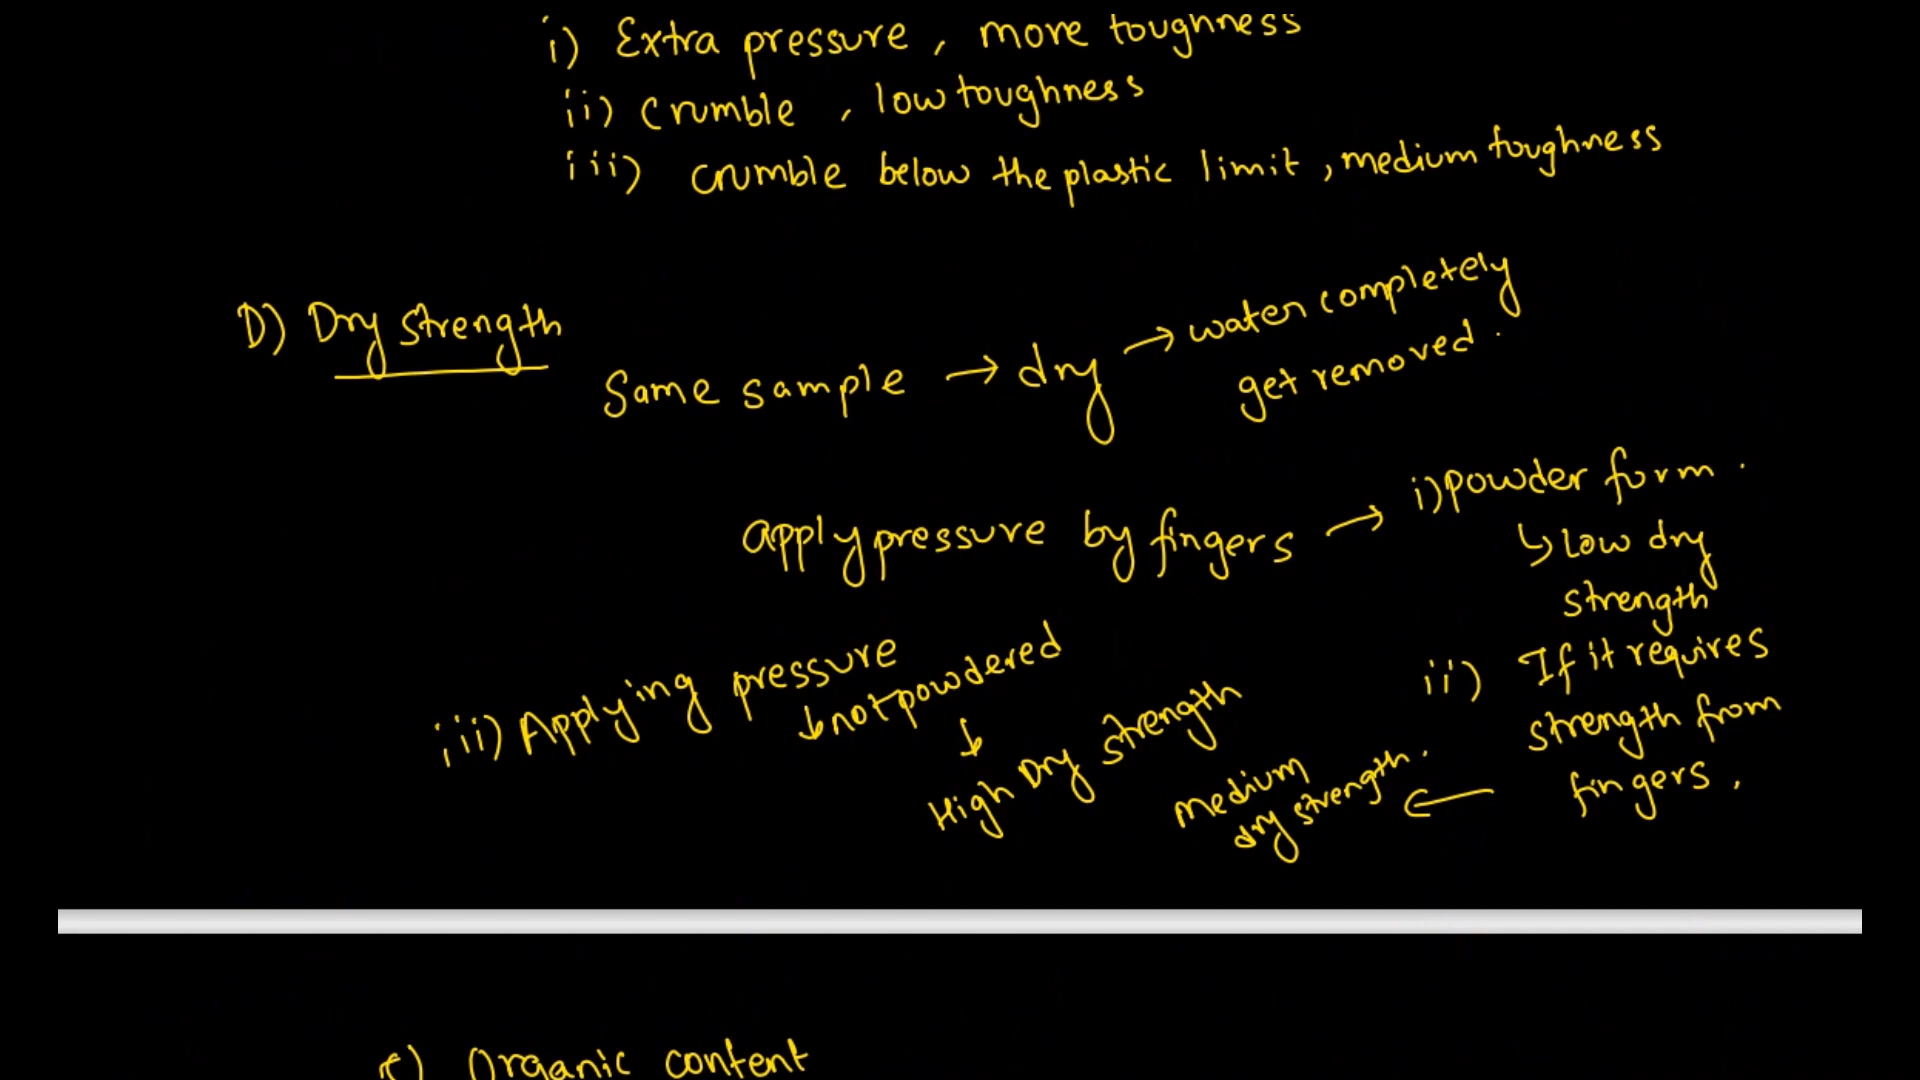 i) Extra pressure, more toughness
ii) Crumble, low toughness
iii) crumble below the plastic limit, medium toughness
D) Dry strength
Same sample → dry → water completely
get removed.
apply pressure by fingers → i) powder form.
↳ low dry
strength
ii) If it requires
strength from
fingers,
← medium
dry strength.
iii) Applying pressure
↓ not powdered
↓
High Dry strength
Organic content